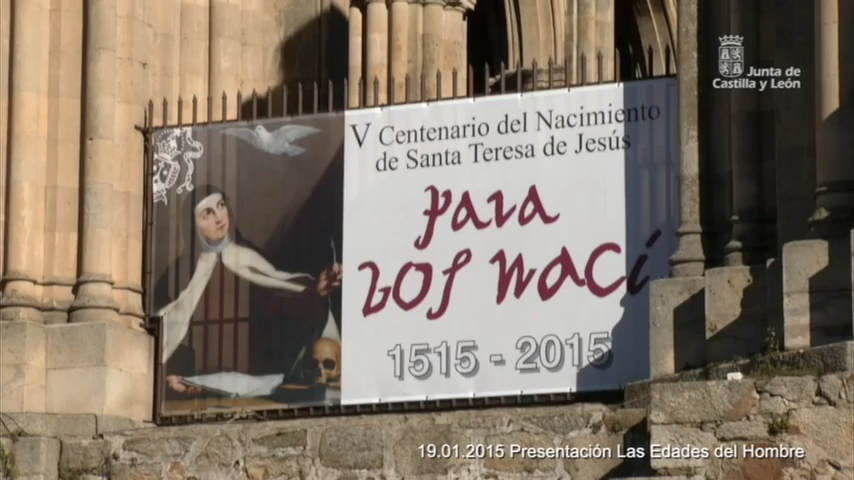 Junta de
Castilla y León
V Centenario del Nacimiento
de Santa Teresa de Jesús
para
vos nací
1515 - 2015
19.01.2015 Presentación Las Edades del Hombre